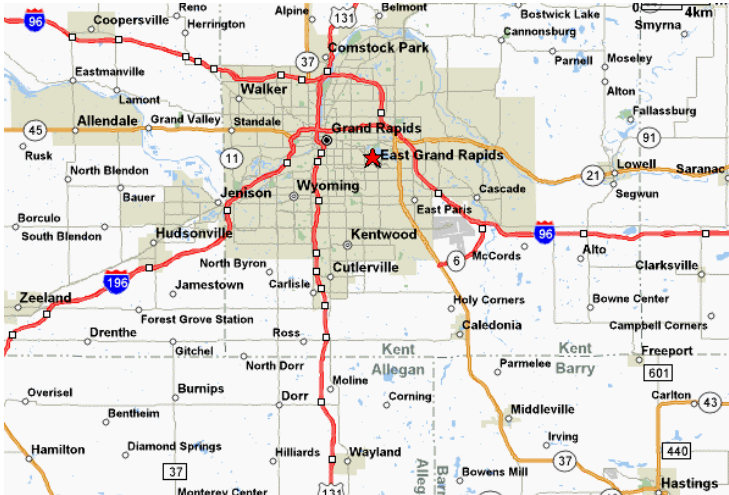 Reno
Alpine
131
Belmont
96
Coopersville
Herrington
Bostwick Lake
4km
Smyrna
Cannonsburg
Comstock Park
37
Parnell
Moseley
Eastmanville
Walker
Alton
Lamont
Fallassburg
45
Allendale
Grand Valley
Standale
Grand Rapids
91
Rusk
11
East Grand Rapids
Lowell
Saranac
21
North Blendon
Wyoming
Segwun
Bauer
Jenison
Cascade
East Paris
Borculo
South Blendon
Hudsonville
Kentwood
96
McCords
Alto
6
North Byron
Cutlerville
Clarksville
196
Jamestown
Carlisle
Zeeland
Holy Corners
Bowne Center
Forest Grove Station
Campbell Corners
Drenthe
Ross
Caledonia
Gitchel
Kent
Allegan
Kent
Barry
Freeport
North Dorr
Parmelee
601
Moline
Overisel
Burnips
Dorr
Corning
Carlton
43
Bentheim
Middleville
Irving
Hamilton
Diamond Springs
Hilliards
Wayland
440
37
37
Bowens Mill
Hastings
Monterey Center
131